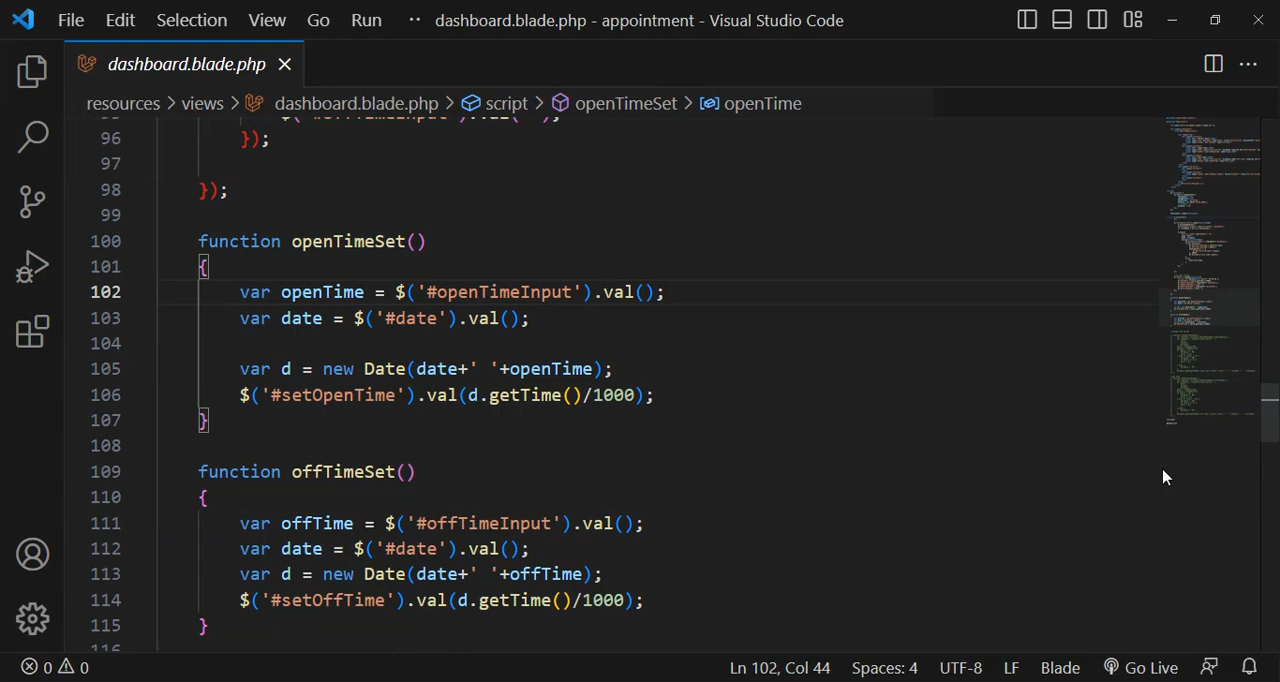 File Edit Selection View Go Run ·· dashboard.blade.php - appointment - Visual Studio Code
dashboard.blade.php
resources > views > dashboard.blade.php > script > openTimeSet > openTime
96 });
97
98 });
99
100 function openTimeSet()
101 {
102 var openTime = $('#openTimeInput').val();
103 var date = $('#date').val();
104
105 var d = new Date(date+' '+openTime);
106 $('#setOpenTime').val(d.getTime()/1000);
107 }
108
109 function offTimeSet()
110 {
111 var offTime = $('#offTimeInput').val();
112 var date = $('#date').val();
113 var d = new Date(date+' '+offTime);
114 $('#setOffTime').val(d.getTime()/1000);
115 }
116
0 0 Ln 102, Col 44 Spaces: 4 UTF-8 LF Blade Go Live